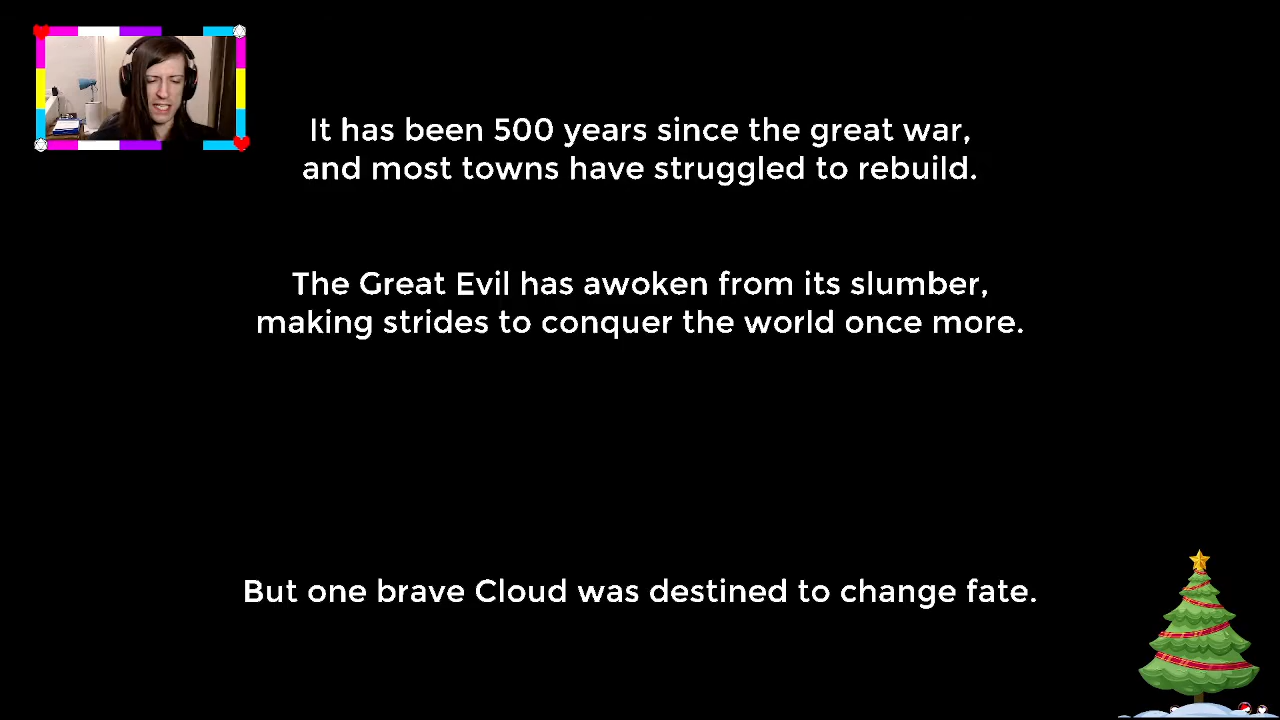 It has been 500 years since the great war,
and most towns have struggled to rebuild.
The Great Evil has awoken from its slumber,
making strides to conquer the world once more.
But one brave Cloud was destined to change fate.